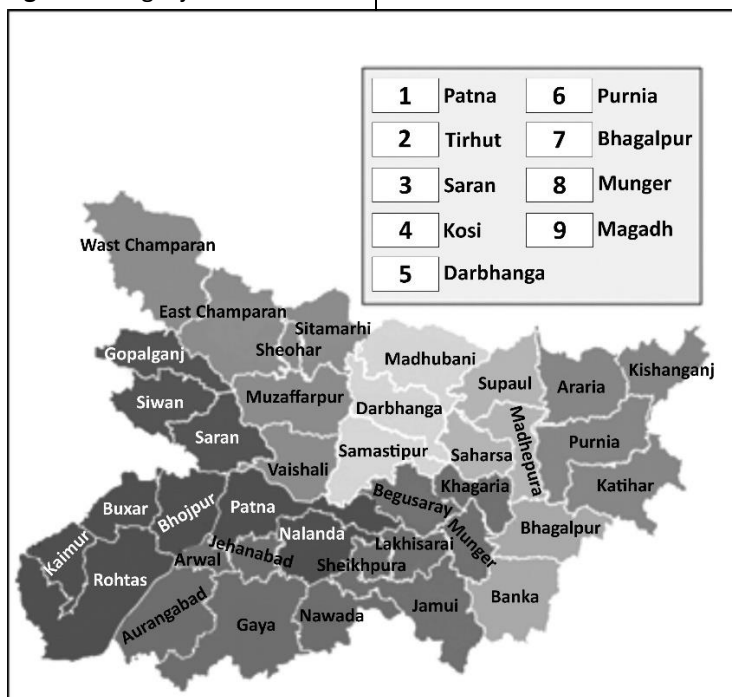 1 Patna
2 Tirhut
3 Saran
4 Kosi
5 Darbhanga
6 Purnia
7 Bhagalpur
8 Munger
9 Magadh
Wast Champaran
East Champaran
Sitamarhi
Sheohar
Gopalganj
Madhubani
Supaul
Araria
Kishanganj
Siwan
Muzaffarpur
Darbhanga
Madhepura
Saran
Samastipur
Saharsa
Purnia
Vaishali
Katihar
Begusaray
Khagaria
Buxar
Bhojpur
Patna
Bhagalpur
Nalanda
Munger
Kaimur
Jehanabad
Lakhisarai
Arwal
Sheikhpura
Rohtas
Banka
Aurangabad
Gaya
Nawada
Jamui